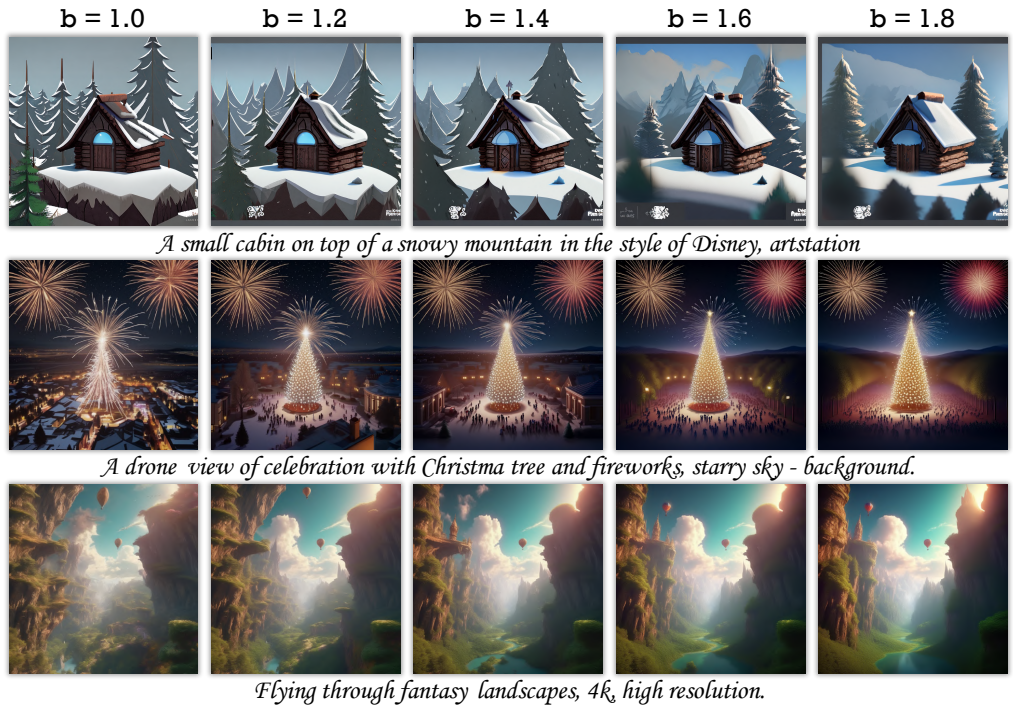 b = 1.0 b = 1.2 b = 1.4 b = 1.6 b = 1.8
A small cabin on top of a snowy mountain in the style of Disney, artstation
A drone view of celebration with Christma tree and fireworks, starry sky - background.
Flying through fantasy landscapes, 4k, high resolution.